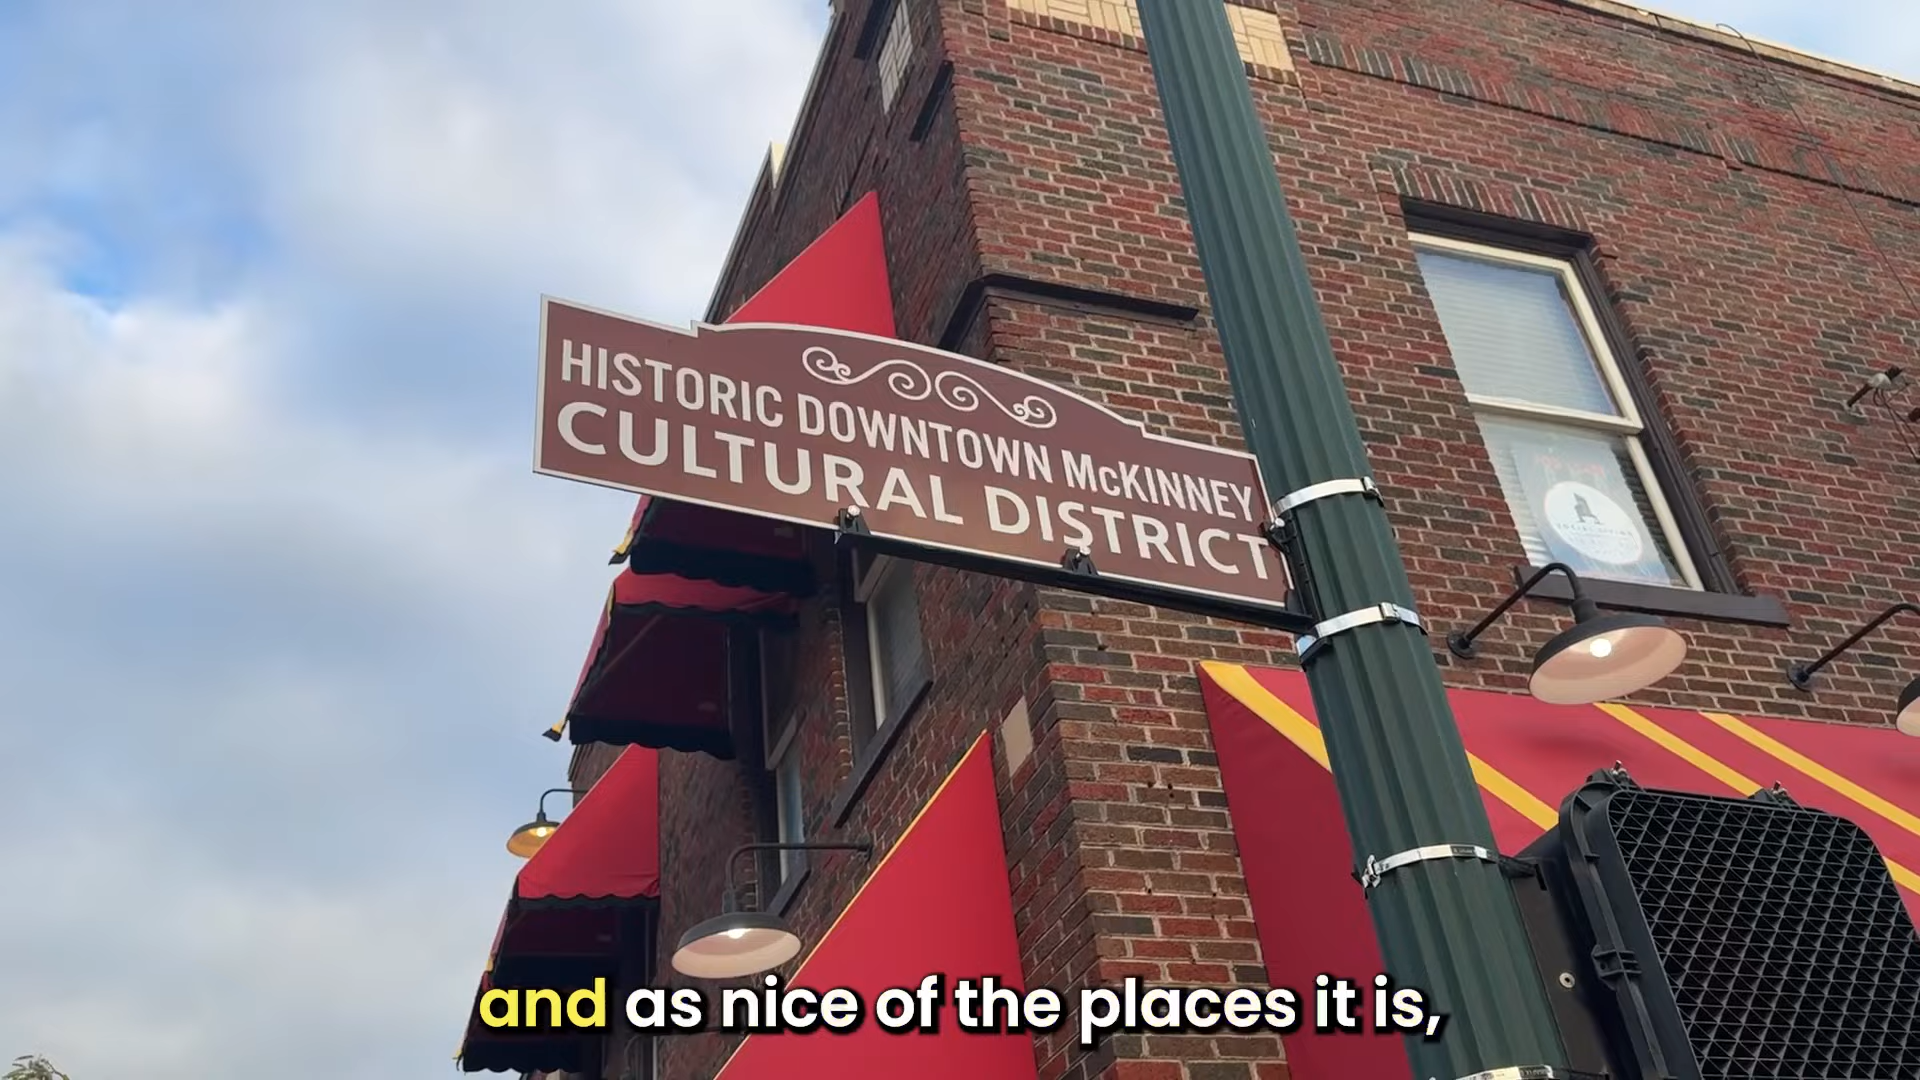 HISTORIC DOWNTOWN McKINNEY
CULTURAL DISTRICT
and as nice of the places it is,